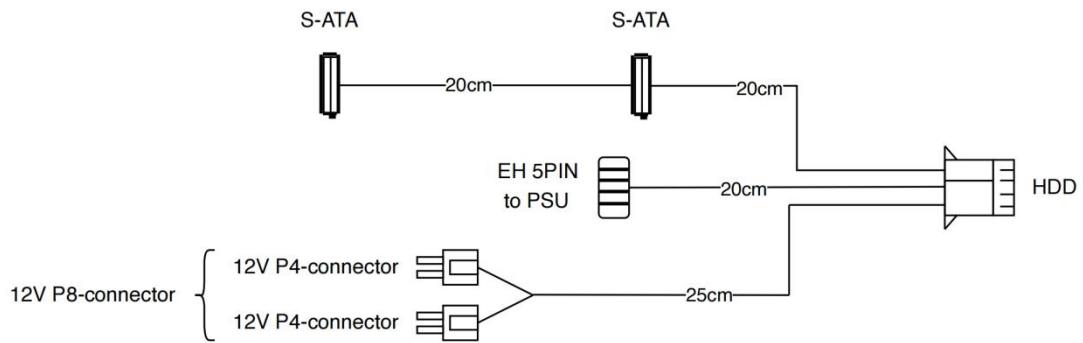 S-ATA
S-ATA
20cm
20cm
EH 5PIN
to PSU
20cm
HDD
12V P4-connector
12V P8-connector
25cm
12V P4-connector